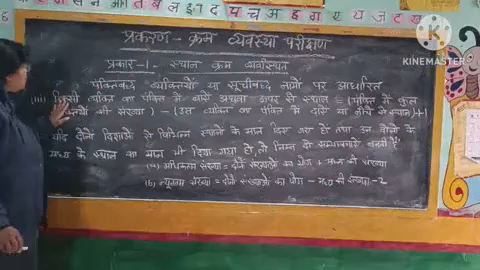 प्रकरण - क्रम व्यवस्था परीक्षण
प्रकार -1- स्थान क्रम व्यवस्थित
पंक्तिबद्ध व्यक्तियों या सूचीबद्ध नामों पर आधारित
(iii) किसी व्यक्ति का पंक्ति में बायें अथवा ऊपर से स्थान = (पंक्ति में कुल
व्यक्तियों की संख्या) - (उस व्यक्ति का पंक्ति में दायें या नीचे से स्थान)+1
यदि दोनों दिशाओं से विभिन्न स्थानों के मान दिए गए हो तथा उन दोनों के
मध्य के स्थान का मान भी दिया गया हो, तो निम्न दो सम्भावनायें बनती हैं
(a) अधिकतम संख्या = दोनों संख्याओं का योग + मध्य की संख्या
(b) न्यूनतम संख्या = दोनों संख्याओं का योग - मध्य की संख्या - 2
KINEMASTER